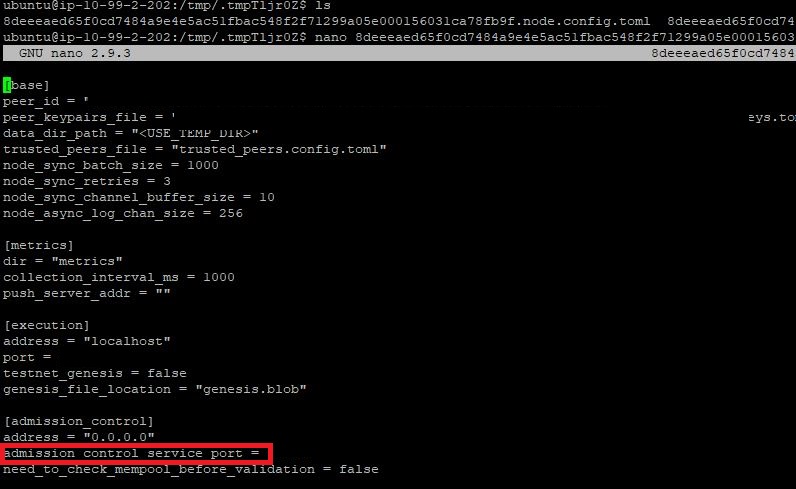 ubuntu@ip-10-99-2-202:/tmp/.tmpTljr0Z$ ls
8deeeaed65f0cd7484a9e4e5ac51fbac548f2f71299a05e000156031ca78fb9f.node.config.toml 8deeeaed65f0cd74
ubuntu@ip-10-99-2-202:/tmp/.tmpTljr0Z$ nano 8deeeaed65f0cd7484a9e4e5ac51fbac548f2f71299a05e00015603
GNU nano 2.9.3 8deeeaed65f0cd7484a9e4e5ac51fbac548f2f71299a05e00015603
[base]
peer_id = '
peer_keypairs_file = ' eys.to
data_dir_path = "<USE_TEMP_DIR>"
trusted_peers_file = "trusted_peers.config.toml"
node_sync_batch_size = 1000
node_sync_retries = 3
node_sync_channel_buffer_size = 10
node_async_log_chan_size = 256
[metrics]
dir = "metrics"
collection_interval_ms = 1000
push_server_addr = ""
[execution]
address = "localhost"
port =
testnet_genesis = false
genesis_file_location = "genesis.blob"
[admission_control]
address = "0.0.0.0"
admission_control_service_port =
need_to_check_mempool_before_validation = false